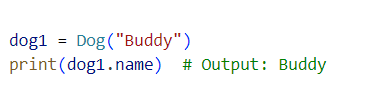 dog1 = Dog("Buddy")
print(dog1.name)  # Output: Buddy